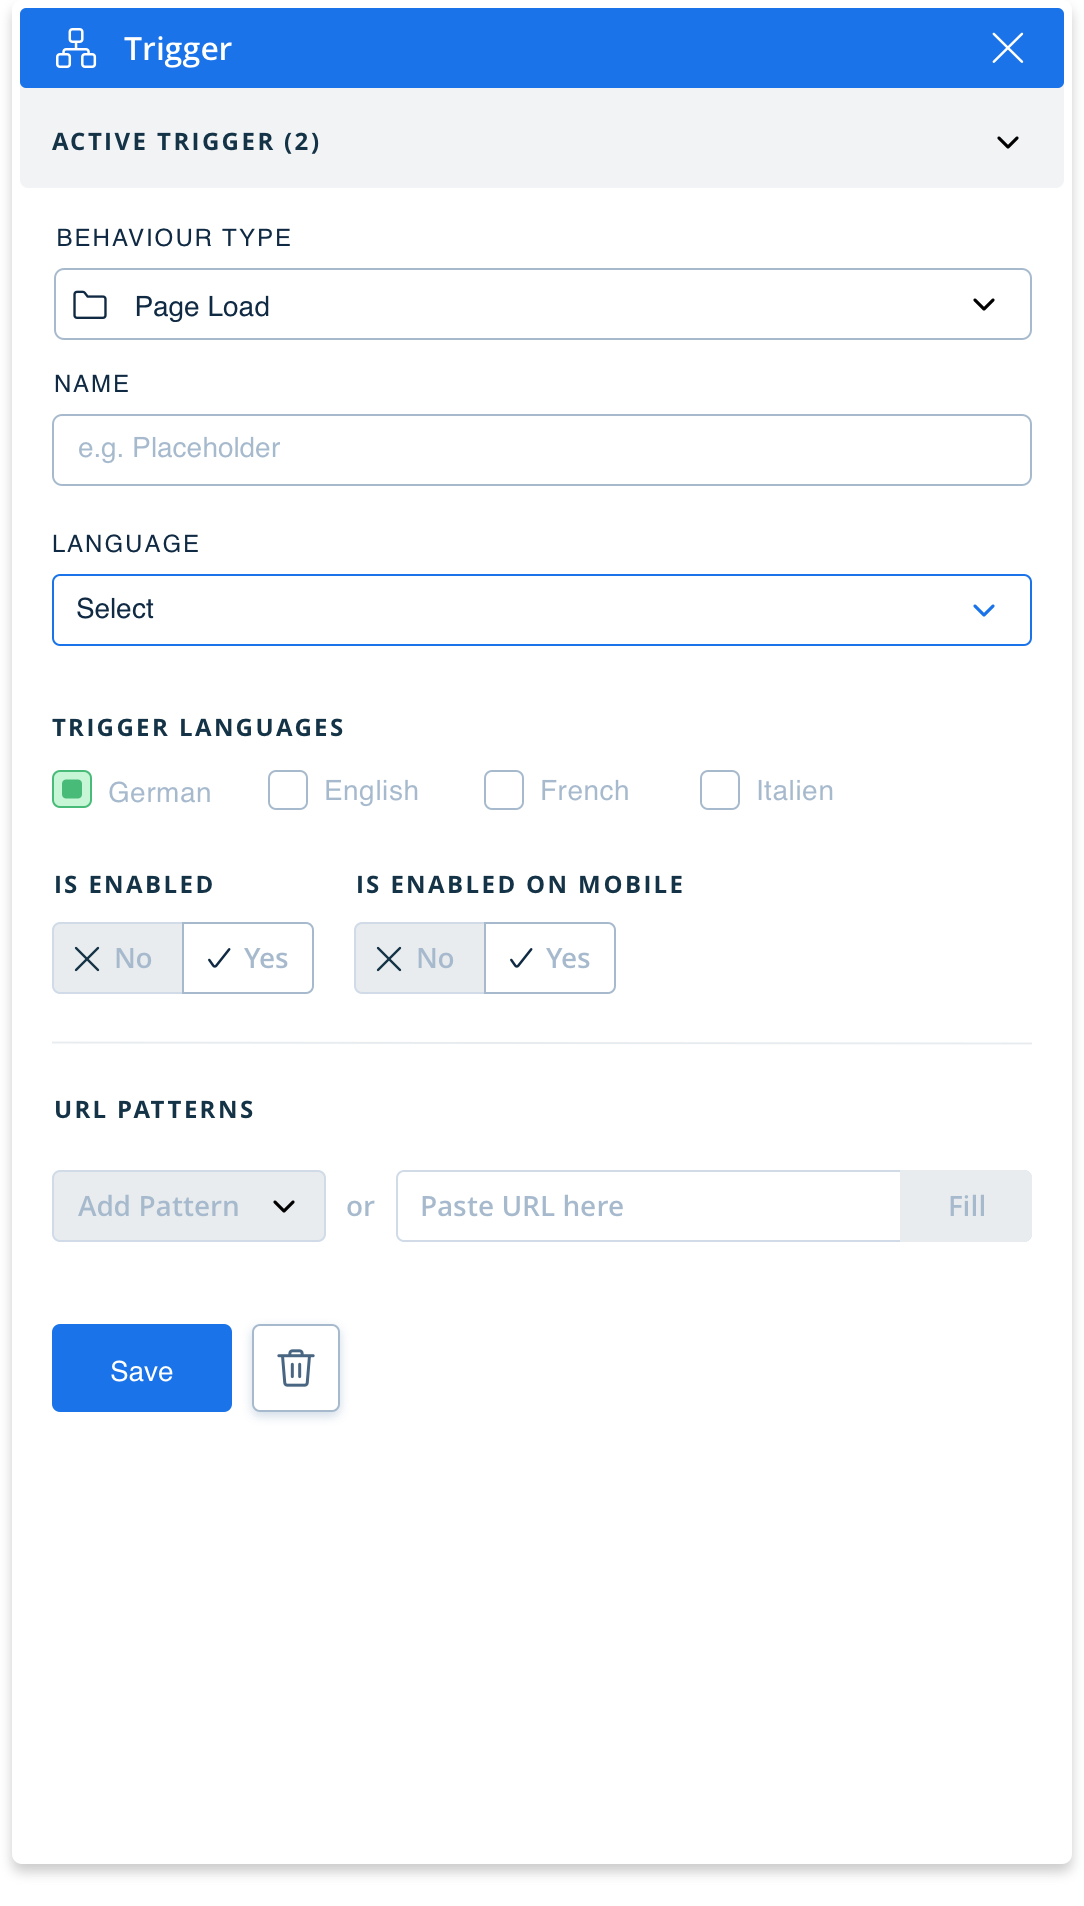 Trigger
ACTIVE TRIGGER (2)
BEHAVIOUR TYPE
Page Load
NAME
e.g. Placeholder
LANGUAGE
Select
TRIGGER LANGUAGES
German English French Italien
IS ENABLED IS ENABLED ON MOBILE
No Yes No Yes
URL PATTERNS
Add Pattern or Paste URL here Fill
Save